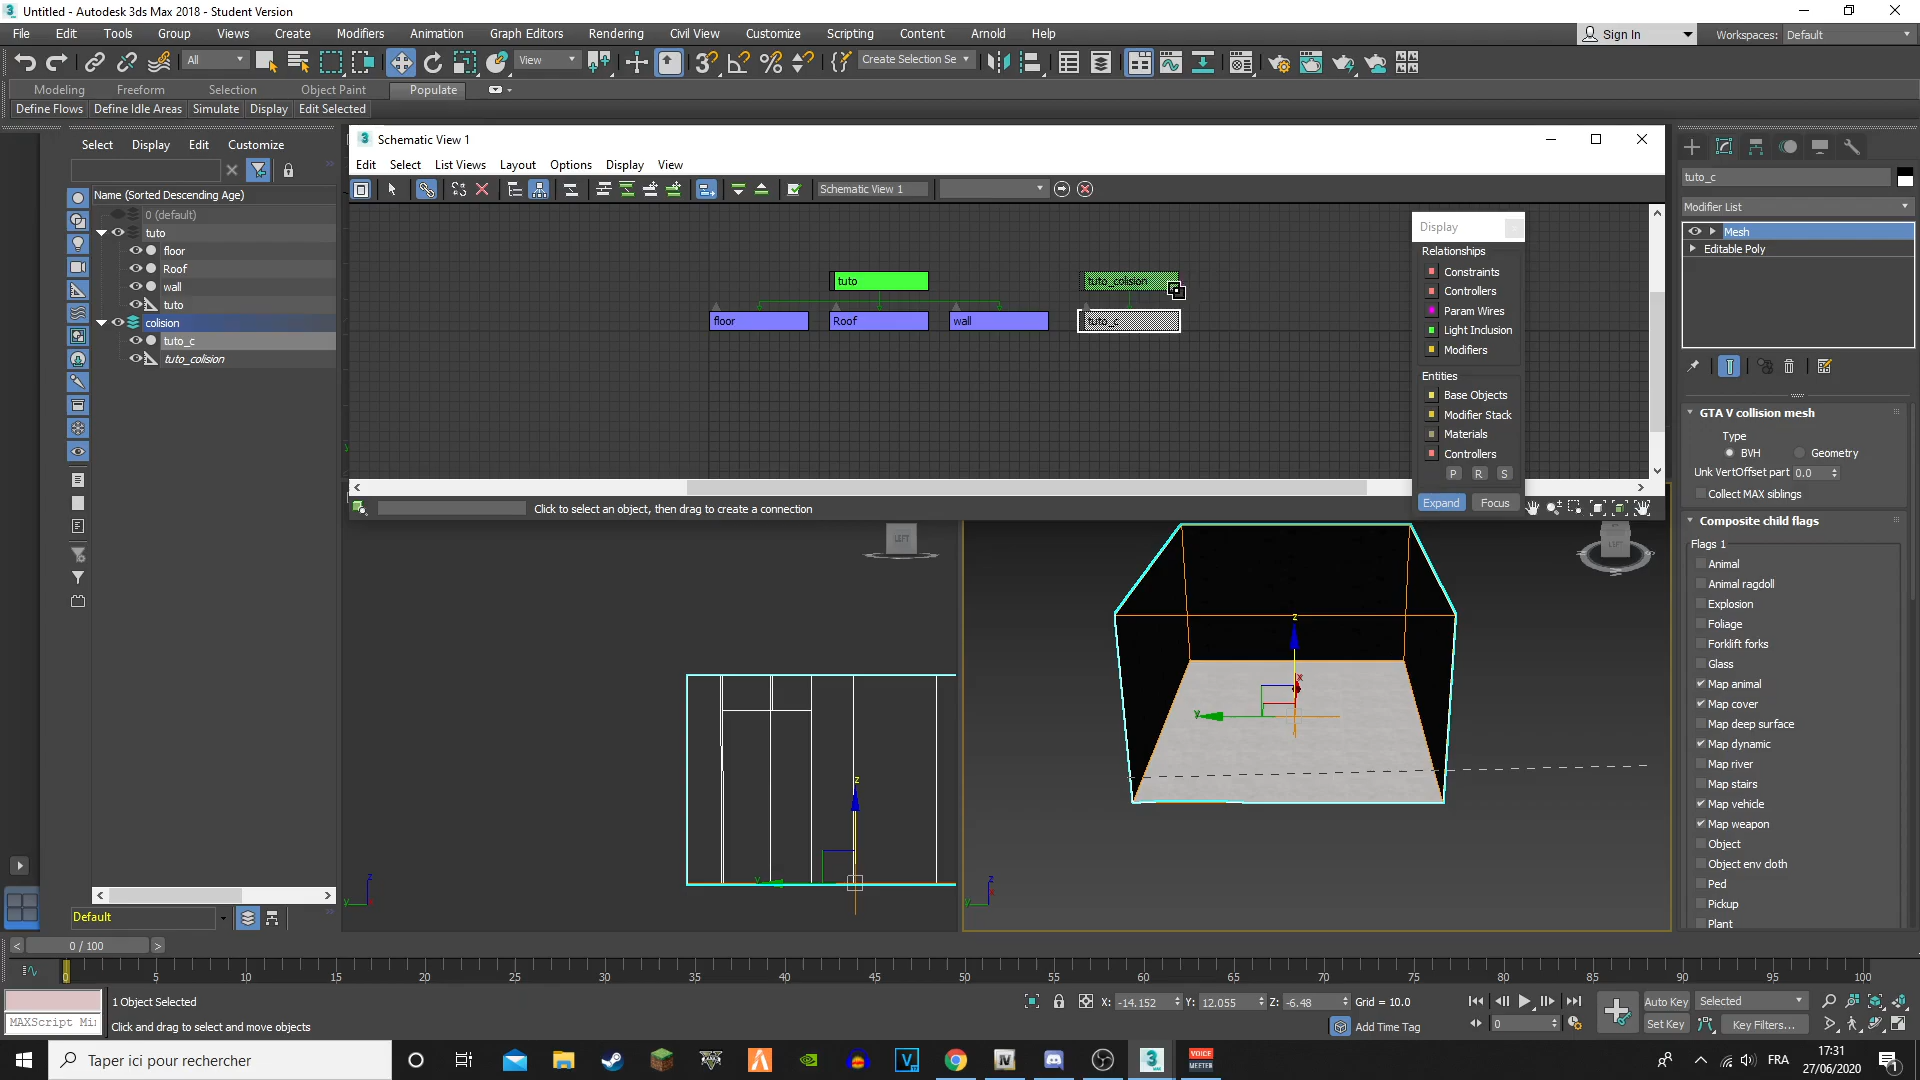 Untitled - Autodesk 3ds Max 2018 - Student Version
File Edit Tools Group Views Create Modifiers Animation Graph Editors Rendering Civil View Customize Scripting Content Arnold Help
Sign In
Workspaces: Default
All
View
Create Selection Se
Modeling Freeform Selection Object Paint Populate
Define Flows Define Idle Areas Simulate Display Edit Selected
Select Display Edit Customize
Name (Sorted Descending Age)
0 (default)
tuto
floor
Roof
wall
tuto
colision
tuto_c
tuto_colision
Default
Schematic View 1
Edit Select List Views Layout Options Display View
Schematic View 1
tuto
tuto_colision
floor
Roof
wall
tuto_c
Click to select an object, then drag to create a connection
Display
Relationships
Constraints
Controllers
Param Wires
Light Inclusion
Modifiers
Entities
Base Objects
Modifier Stack
Materials
Controllers
P R S
Expand Focus
LEFT
LEFT
z
y
z
y
z
x
y
z
x
y
tuto_c
Modifier List
Mesh
Editable Poly
GTA V collision mesh
Type
BVH Geometry
Unk VertOffset part 0.0
Collect MAX siblings
Composite child flags
Flags 1
Animal
Animal ragdoll
Explosion
Foliage
Forklift forks
Glass
Map animal
Map cover
Map deep surface
Map dynamic
Map river
Map stairs
Map vehicle
Map weapon
Object
Object env cloth
Ped
Pickup
Plant
0 / 100
0 5 10 15 20 25 30 35 40 45 50 55 60 65 70 75 80 85 90 95 100
1 Object Selected
X: -14.152 Y: 12.055 Z: -6.48 Grid = 10.0
Auto Key Selected
MAXScript Mi
Click and drag to select and move objects
Add Time Tag
0
Set Key Key Filters...
Taper ici pour rechercher
VOICE MEETER
FRA
17:31
27/06/2020
1